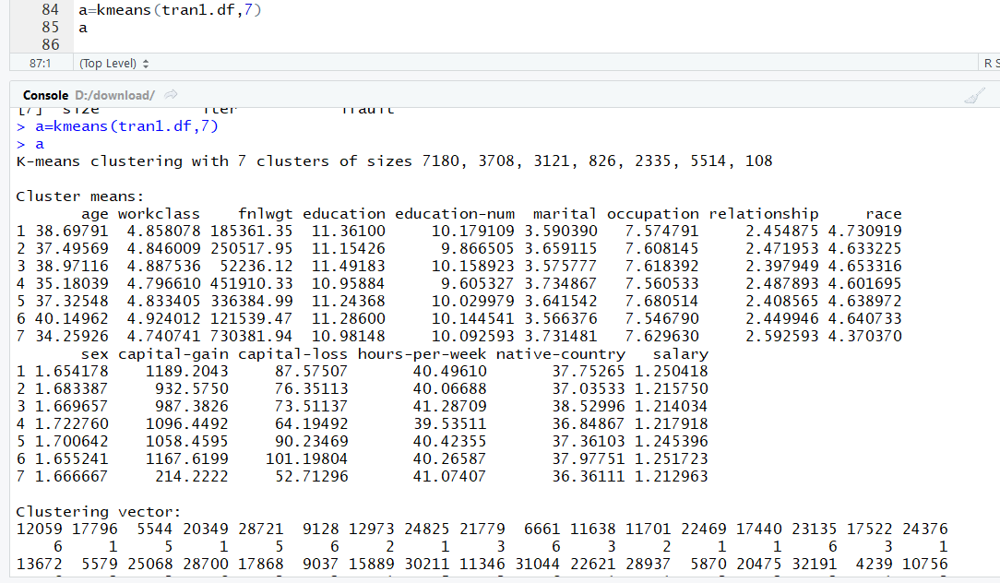 84 a=kmeans(tran1.df,7)
85 a
86
87:1 (Top Level) R S
Console D:/download/
[7] "size" "iter" "ifault"
> a=kmeans(tran1.df,7)
> a
K-means clustering with 7 clusters of sizes 7180, 3708, 3121, 826, 2335, 5514, 108
Cluster means:
age workclass fnlwgt education education-num marital occupation relationship race
1 38.69791 4.858078 185361.35 11.36100 10.179109 3.590390 7.574791 2.454875 4.730919
2 37.49569 4.846009 250517.95 11.15426 9.866505 3.659115 7.608145 2.471953 4.633225
3 38.97116 4.887536 52236.12 11.49183 10.158923 3.575777 7.618392 2.397949 4.653316
4 35.18039 4.796610 451910.33 10.95884 9.605327 3.734867 7.560533 2.487893 4.601695
5 37.32548 4.833405 336384.99 11.24368 10.029979 3.641542 7.680514 2.408565 4.638972
6 40.14962 4.924012 121539.47 11.28600 10.144541 3.566376 7.546790 2.449946 4.640733
7 34.25926 4.740741 730381.94 10.98148 10.092593 3.731481 7.629630 2.592593 4.370370
sex capital-gain capital-loss hours-per-week native-country salary
1 1.654178 1189.2043 87.57507 40.49610 37.75265 1.250418
2 1.683387 932.5750 76.35113 40.06688 37.03533 1.215750
3 1.669657 987.3826 73.51137 41.28709 38.52996 1.214034
4 1.722760 1096.4492 64.19492 39.53511 36.84867 1.217918
5 1.700642 1058.4595 90.23469 40.42355 37.36103 1.245396
6 1.655241 1167.6199 101.19804 40.26587 37.97751 1.251723
7 1.666667 214.2222 52.71296 41.07407 36.36111 1.212963
Clustering vector:
12059 17796 5544 20349 28721 9128 12973 24825 21779 6661 11638 11701 22469 17440 23135 17522 24376
6 1 5 1 5 6 2 1 3 6 3 2 1 1 6 3 1
13672 5579 25068 28700 17868 9037 15889 30211 11346 31044 22621 28937 5870 20475 32191 4239 10756